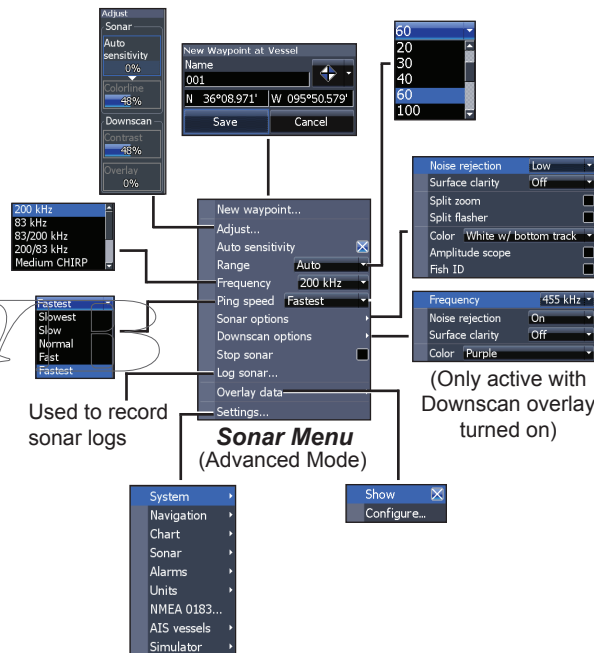 Adjust
Sonar
Auto
sensitivity
0%
Colorline
48%
Downscan
Contrast
48%
Overlay
0%
New Waypoint at Vessel
Name
001
N 36°08.971' W 095°50.579'
Save Cancel
60
20
30
40
60
100
200 kHz
83 kHz
83/200 kHz
200/83 kHz
Medium CHIRP
Fastest
Slowest
Slow
Normal
Fast
Fastest
Used to record
sonar logs
New waypoint...
Adjust...
Auto sensitivity
Range Auto
Frequency 200 kHz
Ping speed Fastest
Sonar options
Downscan options
Stop sonar
Log sonar...
Overlay data
Settings...
Sonar Menu
(Advanced Mode)
Noise rejection Low
Surface clarity Off
Split zoom
Split flasher
Color White w/ bottom track
Amplitude scope
Fish ID
Frequency 455 kHz
Noise rejection On
Surface clarity Off
Color Purple
(Only active with
Downscan overlay
turned on)
System
Navigation
Chart
Sonar
Alarms
Units
NMEA 0183...
AIS vessels
Simulator
Show
Configure...